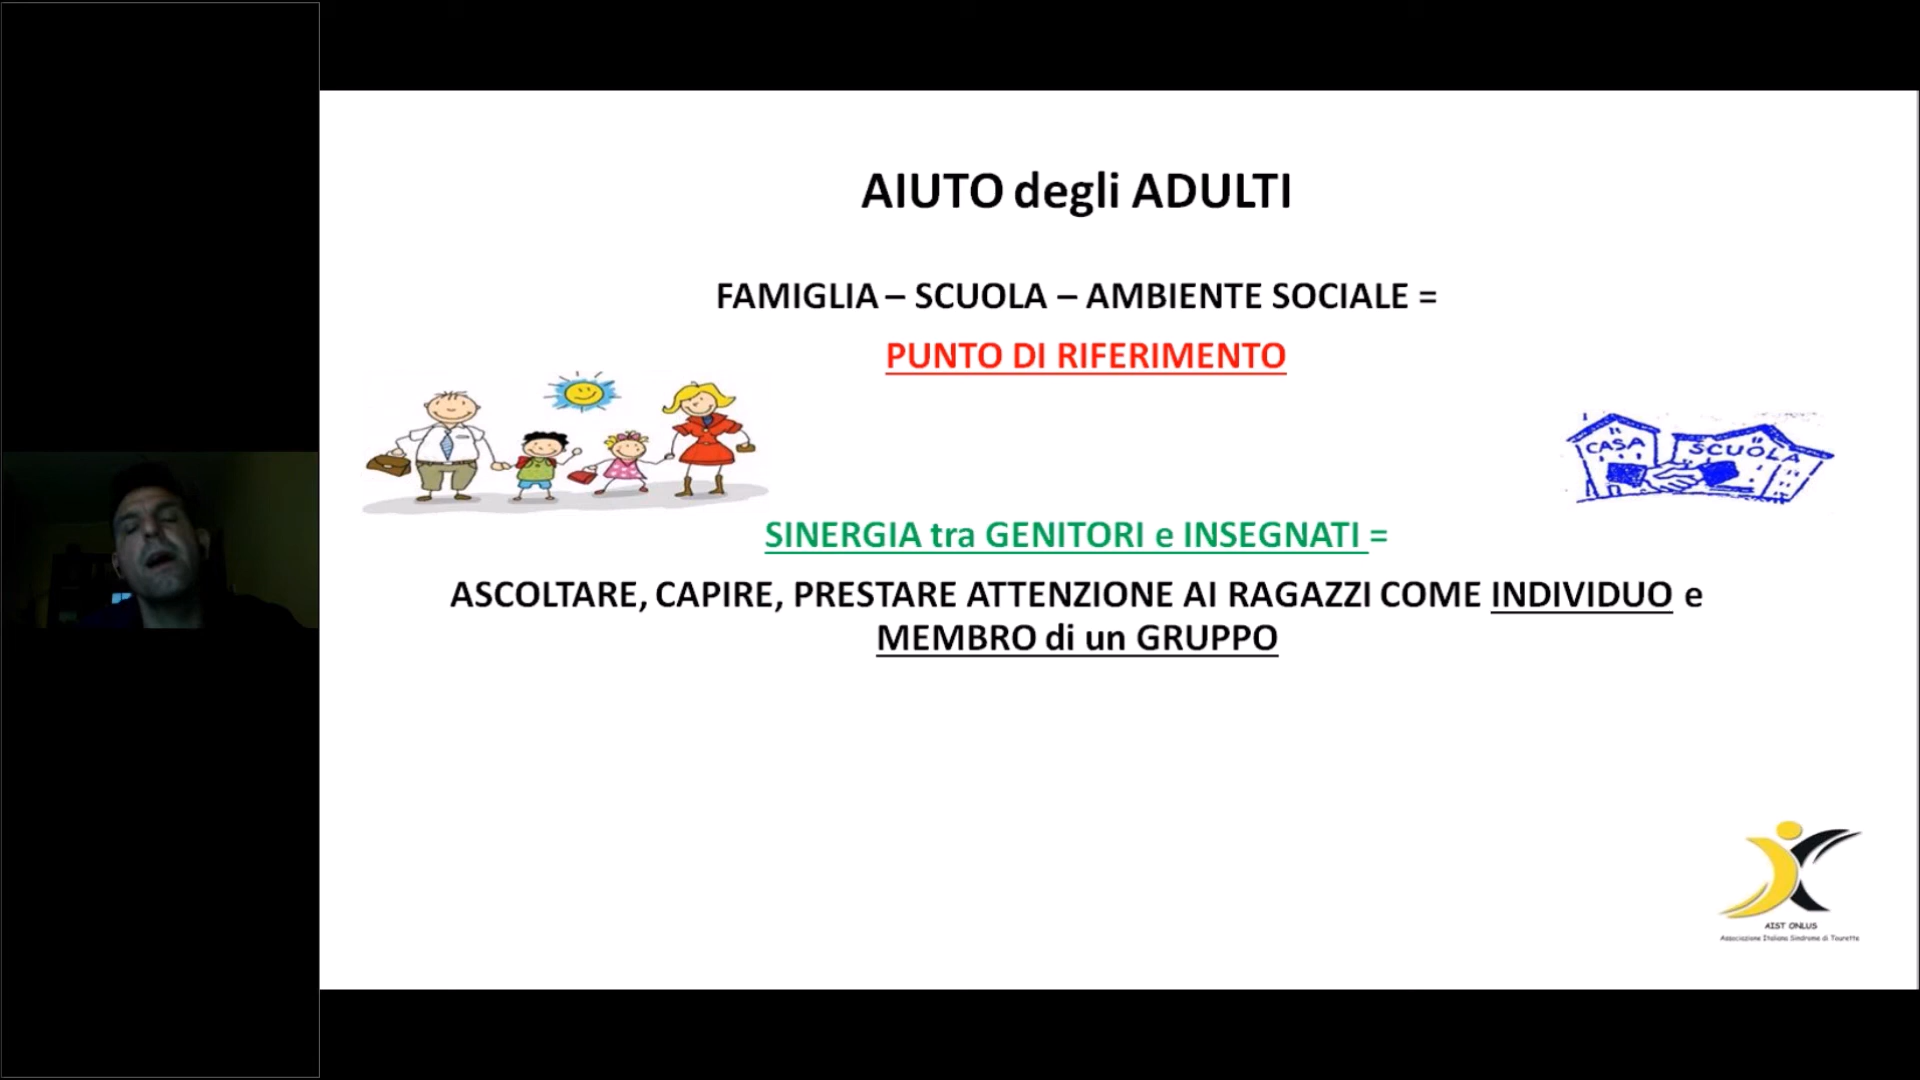 AIUTO degli ADULTI
FAMIGLIA – SCUOLA – AMBIENTE SOCIALE =
PUNTO DI RIFERIMENTO
CASA
SCUOLA
SINERGIA tra GENITORI e INSEGNATI =
ASCOLTARE, CAPIRE, PRESTARE ATTENZIONE AI RAGAZZI COME INDIVIDUO e
MEMBRO di un GRUPPO
AIST ONLUS
Associazione Italiana Sindrome di Tourette